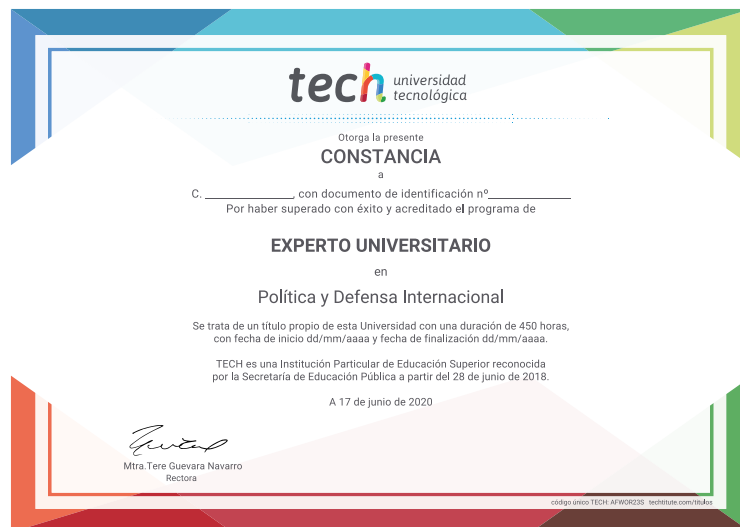 tech universidad
tecnológica
Otorga la presente
CONSTANCIA
a
C. ______________, con documento de identificación nº______________
Por haber superado con éxito y acreditado el programa de
EXPERTO UNIVERSITARIO
en
Política y Defensa Internacional
Se trata de un título propio de esta Universidad con una duración de 450 horas,
con fecha de inicio dd/mm/aaaa y fecha de finalización dd/mm/aaaa.
TECH es una Institución Particular de Educación Superior reconocida
por la Secretaría de Educación Pública a partir del 28 de junio de 2018.
A 17 de junio de 2020
Mtra.Tere Guevara Navarro
Rectora
código único TECH: AFWOR23S techtitute.com/titulos